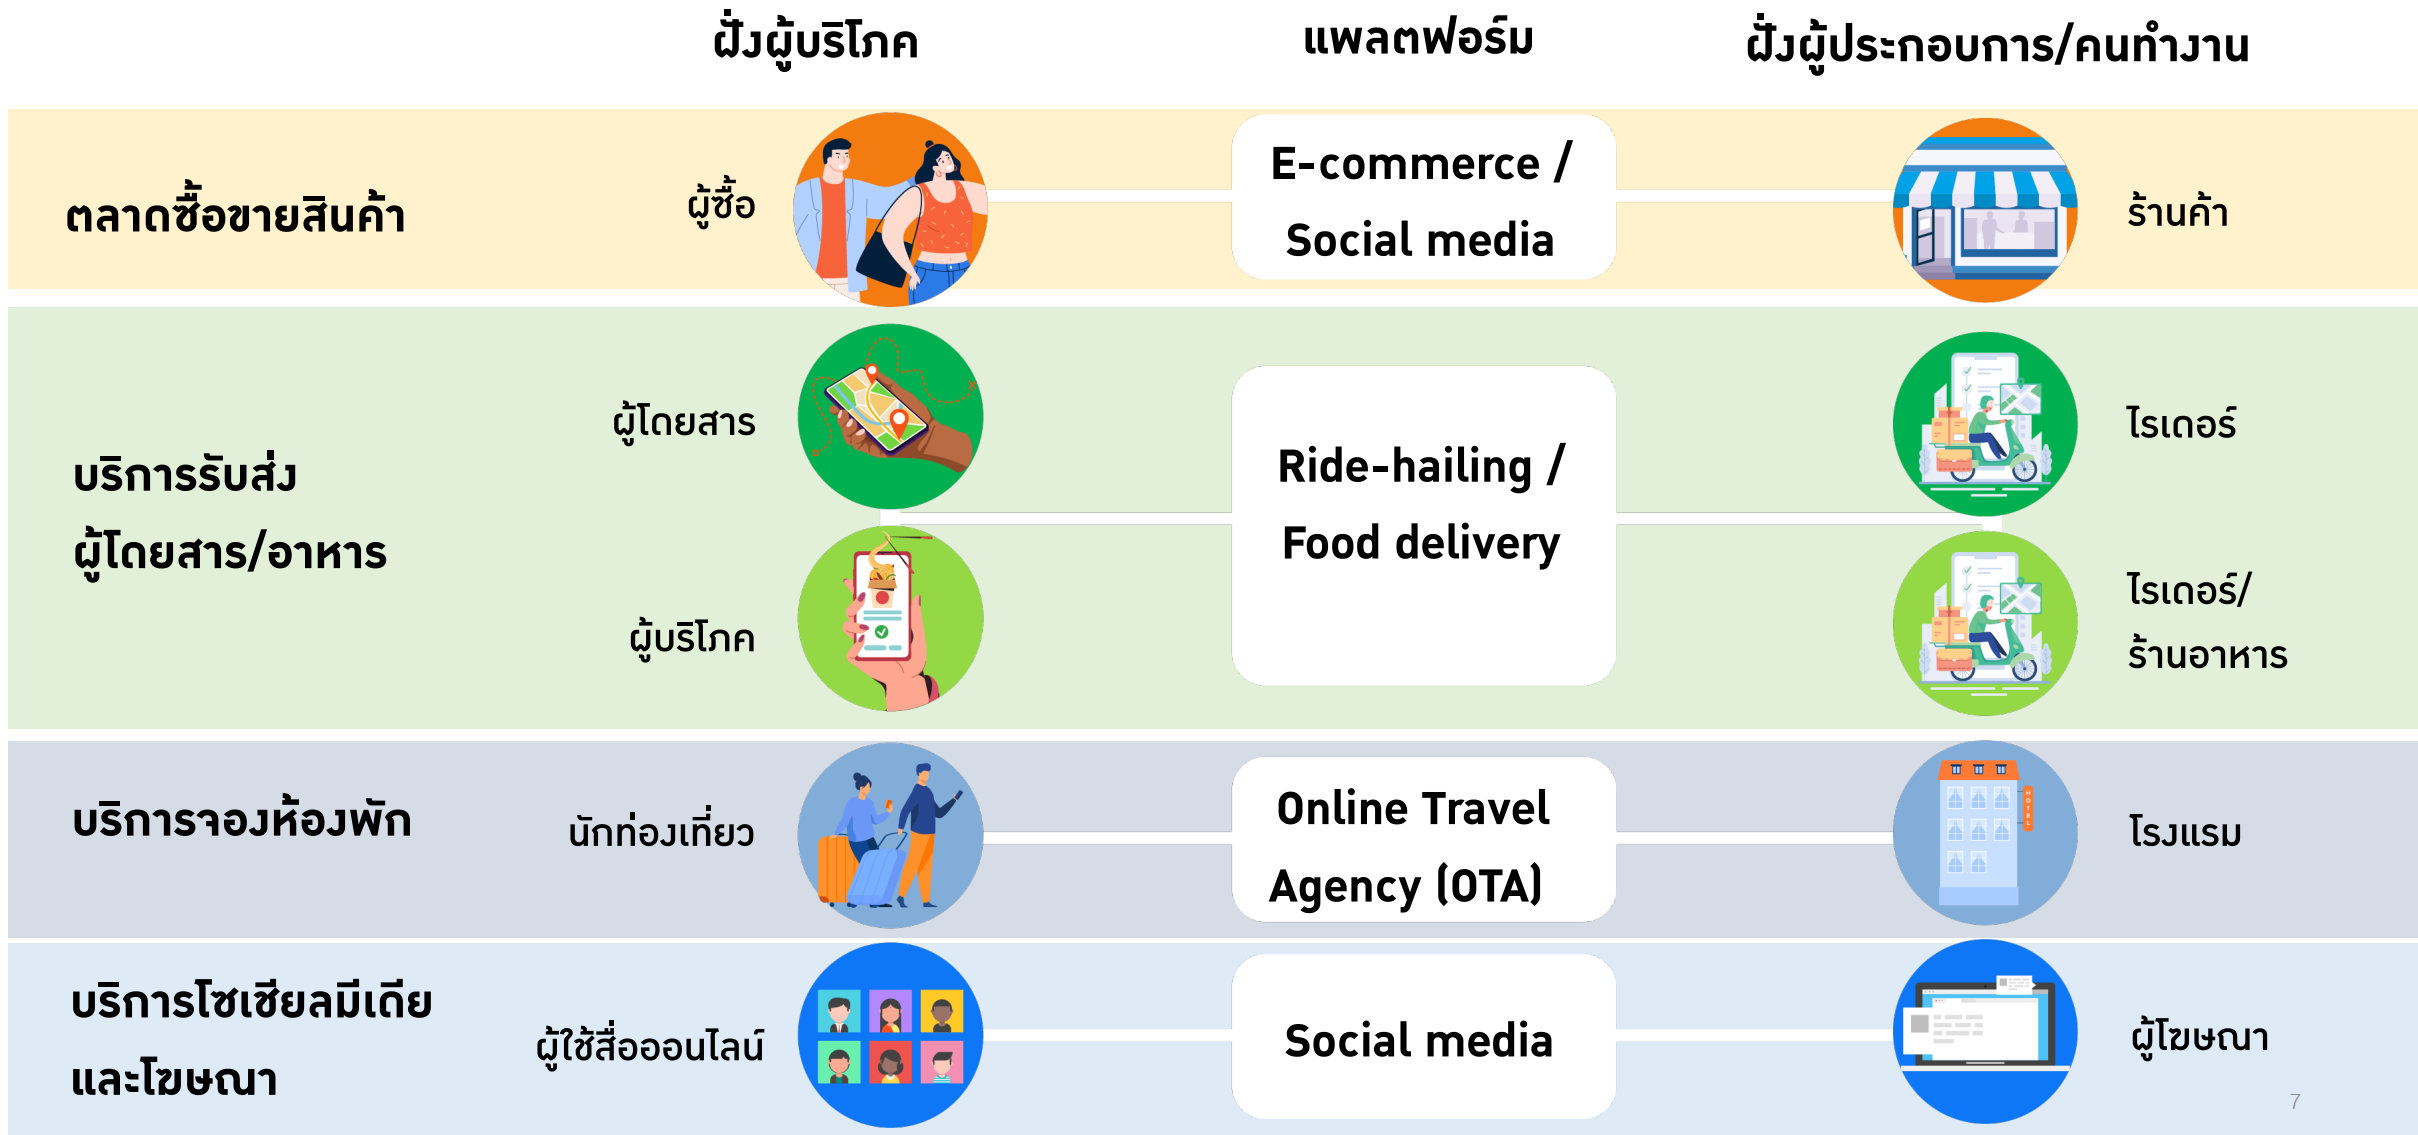 ฝั่งผู้บริโภค
แพลตฟอร์ม
ฝั่งผู้ประกอบการ/คนทำงาน
ตลาดซื้อขายสินค้า
ผู้ซื้อ
E-commerce /
Social media
ร้านค้า
บริการรับส่ง
ผู้โดยสาร/อาหาร
ผู้โดยสาร
ผู้บริโภค
Ride-hailing /
Food delivery
ไรเดอร์
ไรเดอร์/
ร้านอาหาร
บริการจองห้องพัก
นักท่องเที่ยว
Online Travel
Agency (OTA)
HOTEL
โรงแรม
บริการโซเชียลมีเดีย
และโฆษณา
ผู้ใช้สื่อออนไลน์
Social media
ผู้โฆษณา
7